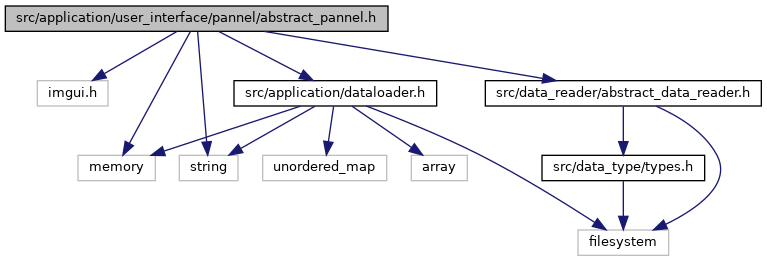 src/application/user_interface/pannel/abstract_pannel.h
imgui.h
src/application/dataloader.h
src/data_reader/abstract_data_reader.h
memory
string
unordered_map
array
src/data_type/types.h
filesystem